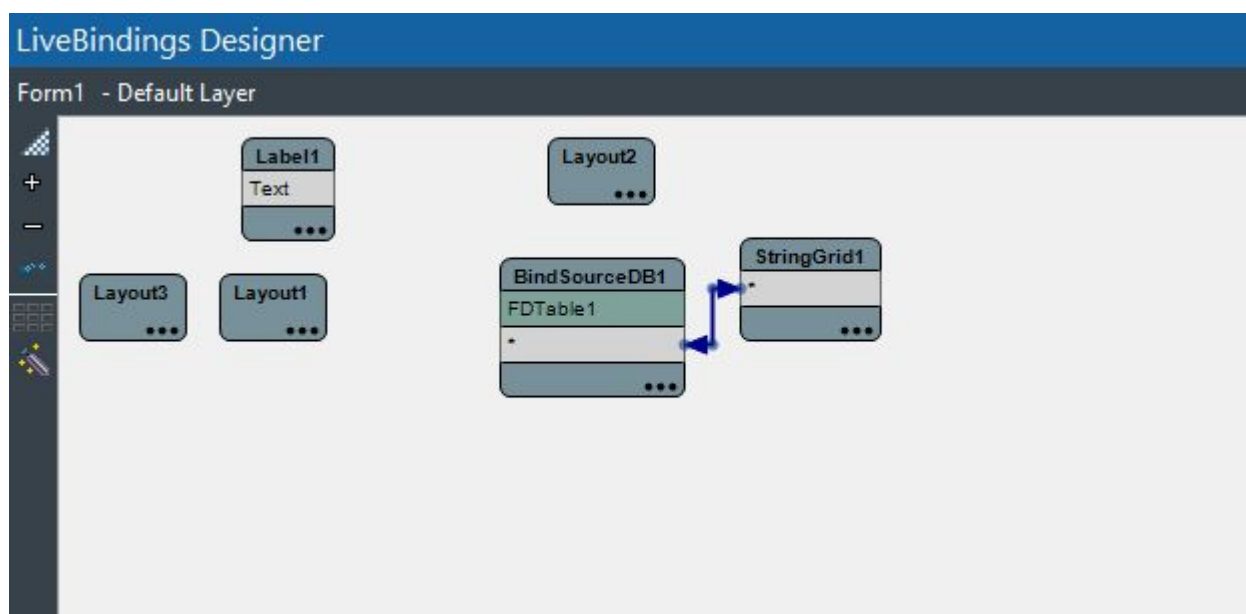 LiveBindings Designer
Form1 - Default Layer
Label1
Text
Layout2
StringGrid1
*
Layout3
Layout1
BindSourceDB1
FDTable1
*